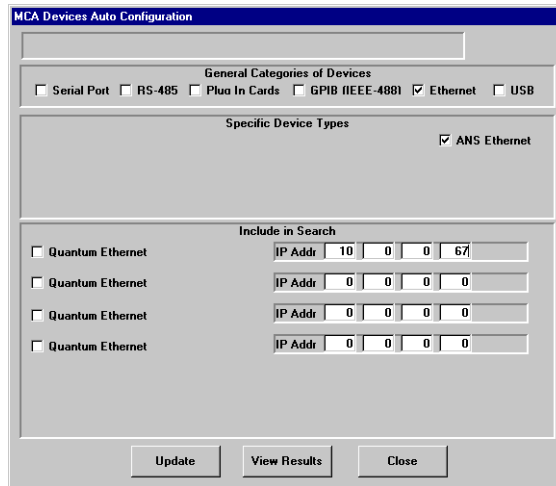 MCA Devices Auto Configuration
General Categories of Devices
Serial Port RS-485 Plug In Cards GPIB (IEEE-488) Ethernet USB
Specific Device Types
ANS Ethernet
Include in Search
Quantum Ethernet IP Addr 10 0 0 67
Quantum Ethernet IP Addr 0 0 0 0
Quantum Ethernet IP Addr 0 0 0 0
Quantum Ethernet IP Addr 0 0 0 0
Update View Results Close